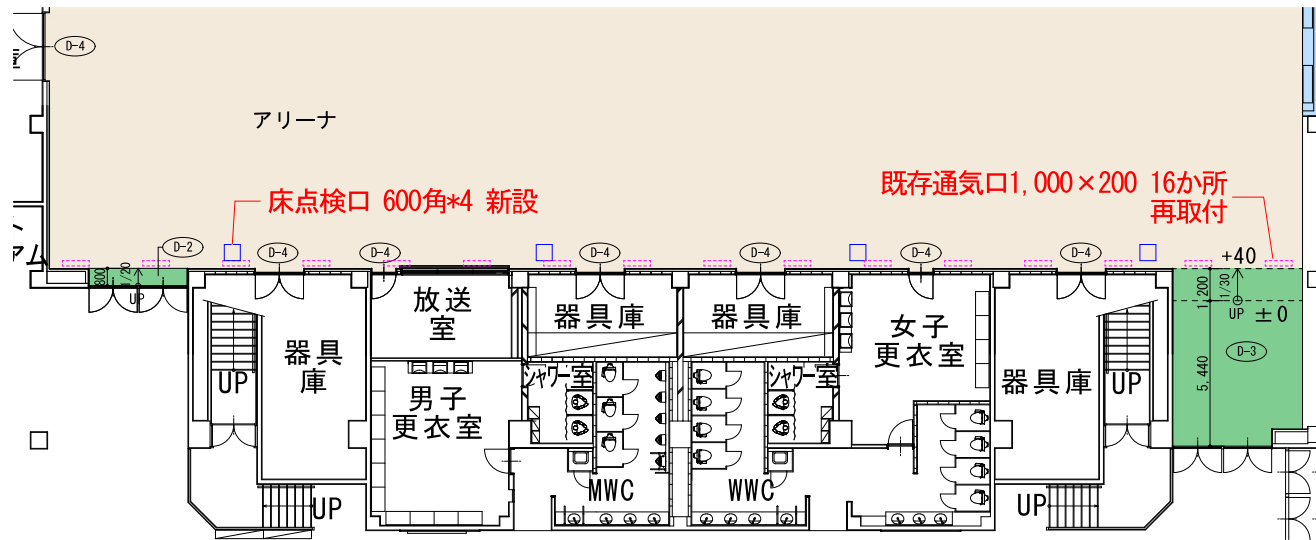 D-4
アリーナ
床点検口 600角*4 新設
既存通気口1,000×200 16か所
再取付
D-2
D-4
D-4
D-4
D-4
D-4
D-4
+40
800
1/20
UP
1,200
1/30
UP
±0
D-3
5,440
放送
室
器具庫
器具庫
女子
更衣室
器具
庫
UP
シャワー室
シャワー室
男子
更衣室
器具庫
UP
MWC
WWC
UP
UP